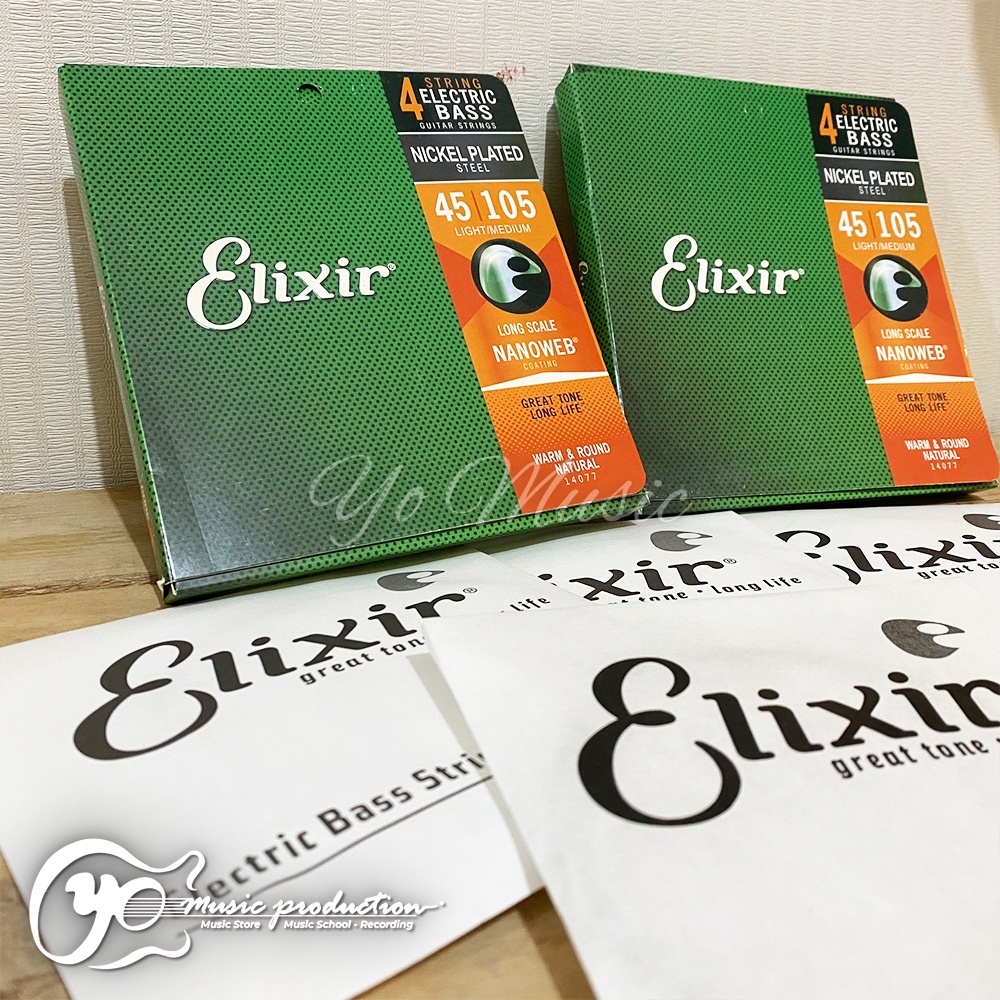 4
STRING
ELECTRIC
BASS
GUITAR STRINGS
NICKEL PLATED
STEEL
45|105
LIGHT/MEDIUM
Elixir®
LONG SCALE
NANOWEB®
COATING
GREAT TONE
LONG LIFE
WARM & ROUND
NATURAL
14077
4
STRING
ELECTRIC
BASS
GUITAR STRINGS
NICKEL PLATED
STEEL
45|105
LIGHT/MEDIUM
Elixir®
LONG SCALE
NANOWEB®
COATING
GREAT TONE
LONG LIFE
WARM & ROUND
NATURAL
14077
Yo Music
Elixir®
great tone
life
Electric Bass Strin
ixir®
great tone · long life
lixir
great tone
Elixir
great tone ·
yo Music production
Music Store Music School - Recording